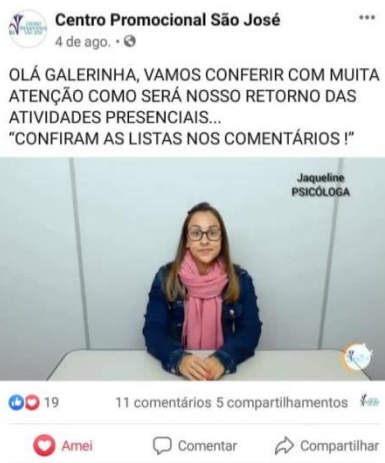 Centro Promocional São José
4 de ago.
OLÁ GALERINHA, VAMOS CONFERIR COM MUITA
ATENÇÃO COMO SERÁ NOSSO RETORNO DAS
ATIVIDADES PRESENCIAIS...
“CONFIRAM AS LISTAS NOS COMENTÁRIOS !”
Jaqueline
PSICÓLOGA
19
11 comentários 5 compartilhamentos
Amei
Comentar
Compartilhar